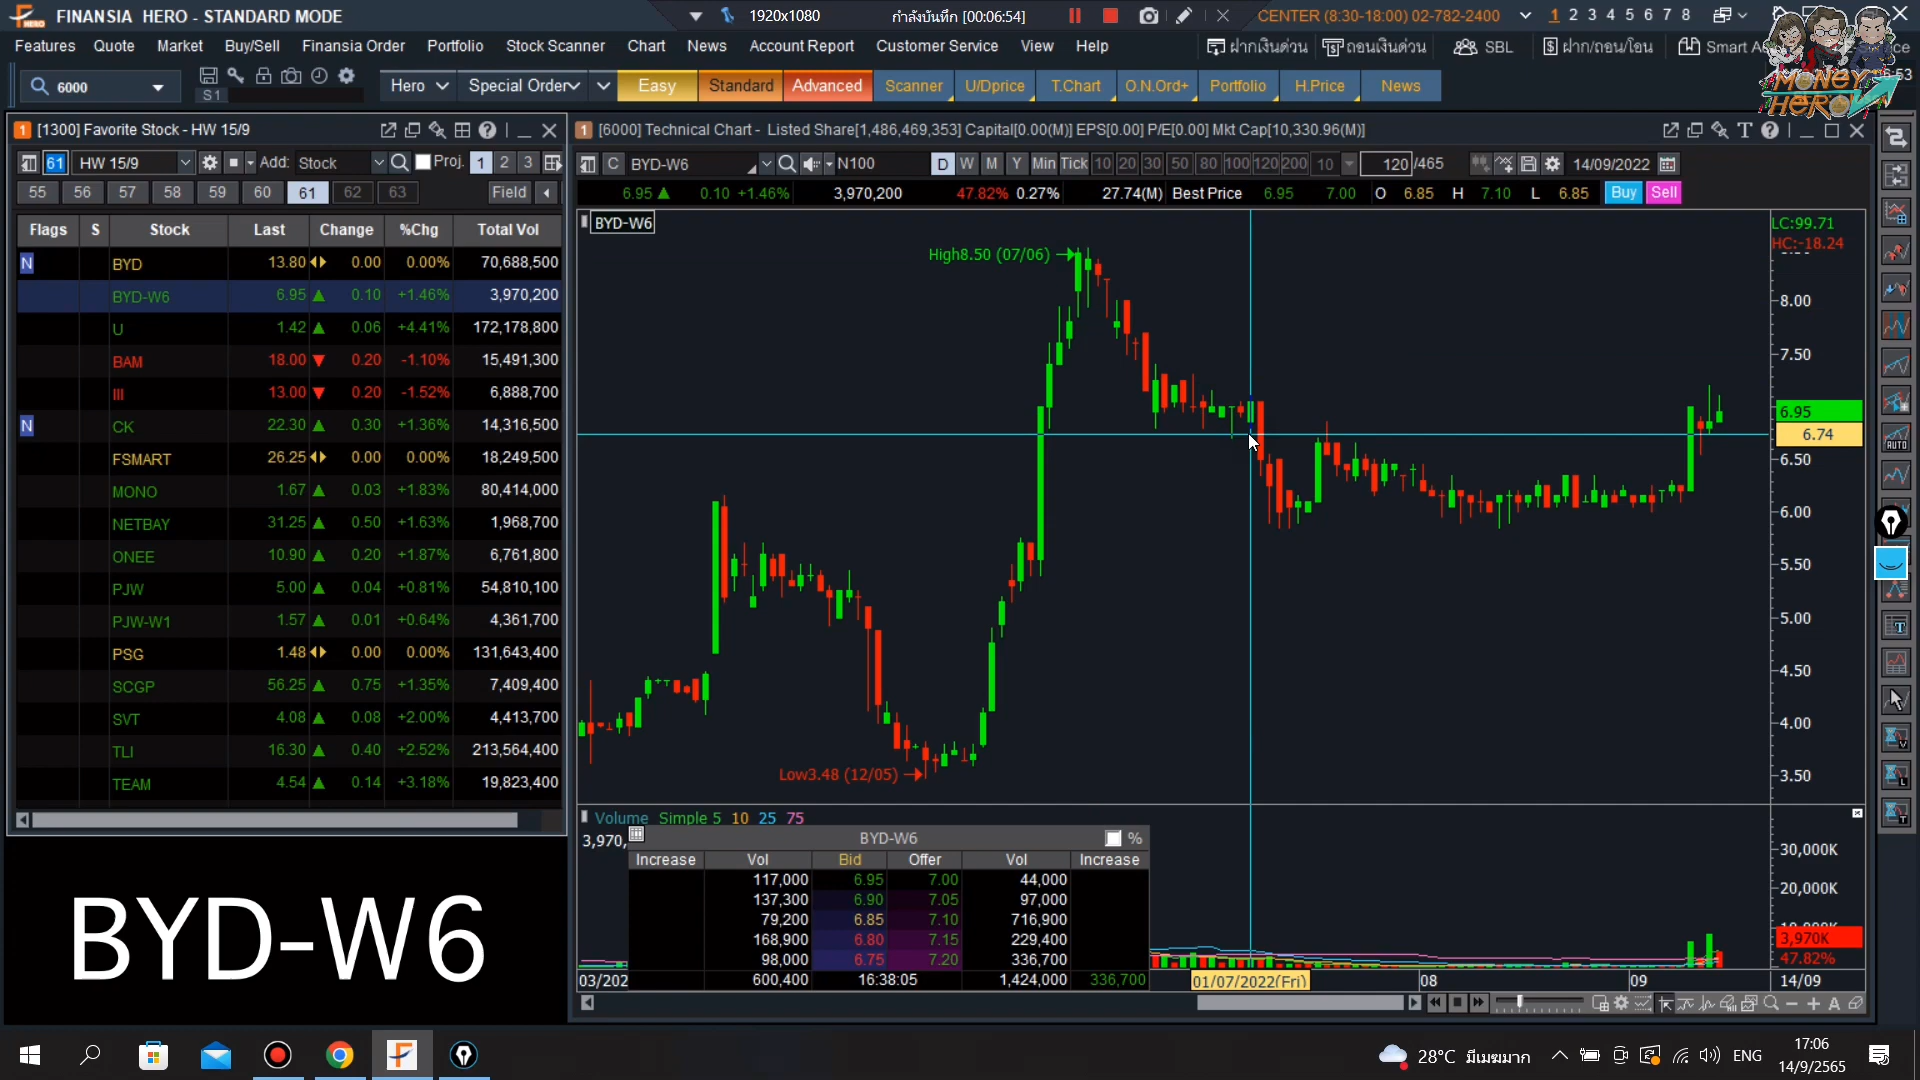 FINANSIA HERO - STANDARD MODE
1920x1080
กำลังบันทึก [00:06:54]
CENTER (8:30-18:00) 02-782-2400
1 2 3 4 5 6 7 8
Features Quote Market Buy/Sell Finansia Order Portfolio Stock Scanner Chart News Account Report Customer Service View Help
ฝากเงินด่วน ถอนเงินด่วน SBL ฝาก/ถอน/โอน Smart
MONEY HERO
6000
S1
Hero Special Order Easy Standard Advanced Scanner U/Dprice T.Chart O.N.Ord+ Portfolio H.Price News
1 [1300] Favorite Stock - HW 15/9
61 HW 15/9 Add: Stock Proj. 1 2 3
55 56 57 58 59 60 61 62 63 Field
Flags S Stock Last Change %Chg Total Vol
N BYD 13.80 0.00 0.00% 70,688,500
BYD-W6 6.95 0.10 +1.46% 3,970,200
U 1.42 0.06 +4.41% 172,178,800
BAM 18.00 0.20 -1.10% 15,491,300
III 13.00 0.20 -1.52% 6,888,700
N CK 22.30 0.30 +1.36% 14,316,500
FSMART 26.25 0.00 0.00% 18,249,500
MONO 1.67 0.03 +1.83% 80,414,000
NETBAY 31.25 0.50 +1.63% 1,968,700
ONEE 10.90 0.20 +1.87% 6,761,800
PJW 5.00 0.04 +0.81% 54,810,100
PJW-W1 1.57 0.01 +0.64% 4,361,700
PSG 1.48 0.00 0.00% 131,643,400
SCGP 56.25 0.75 +1.35% 7,409,400
SVT 4.08 0.08 +2.00% 4,413,700
TLI 16.30 0.40 +2.52% 213,564,400
TEAM 4.54 0.14 +3.18% 19,823,400
BYD-W6
1 [6000] Technical Chart - Listed Share[1,486,469,353] Capital[0.00(M)] EPS[0.00] P/E[0.00] Mkt Cap[10,330.96(M)]
C BYD-W6 N100 D W M Y Min Tick 10 20 30 50 80 100 120 200 10 120 /465 14/09/2022
6.95 0.10 +1.46% 3,970,200 47.82% 0.27% 27.74(M) Best Price 6.95 7.00 O 6.85 H 7.10 L 6.85 Buy Sell
BYD-W6
LC:99.71
HC:-18.24
High8.50 (07/06)
8.00
7.50
6.95
6.74
6.50
6.00
5.50
5.00
4.50
4.00
3.50
Low3.48 (12/05)
AUTO
Volume Simple 5 10 25 75
3,970,
BYD-W6 %
Increase Vol Bid Offer Vol Increase
117,000 6.95 7.00 44,000
137,300 6.90 7.05 97,000
79,200 6.85 7.10 716,900
168,900 6.80 7.15 229,400
98,000 6.75 7.20 336,700
600,400 16:38:05 1,424,000 336,700
30,000K
20,000K
3,970K
47.82%
03/202 01/07/2022(Fri) 08 09 14/09
28°C มีเมฆมาก
ENG
17:06
14/9/2565